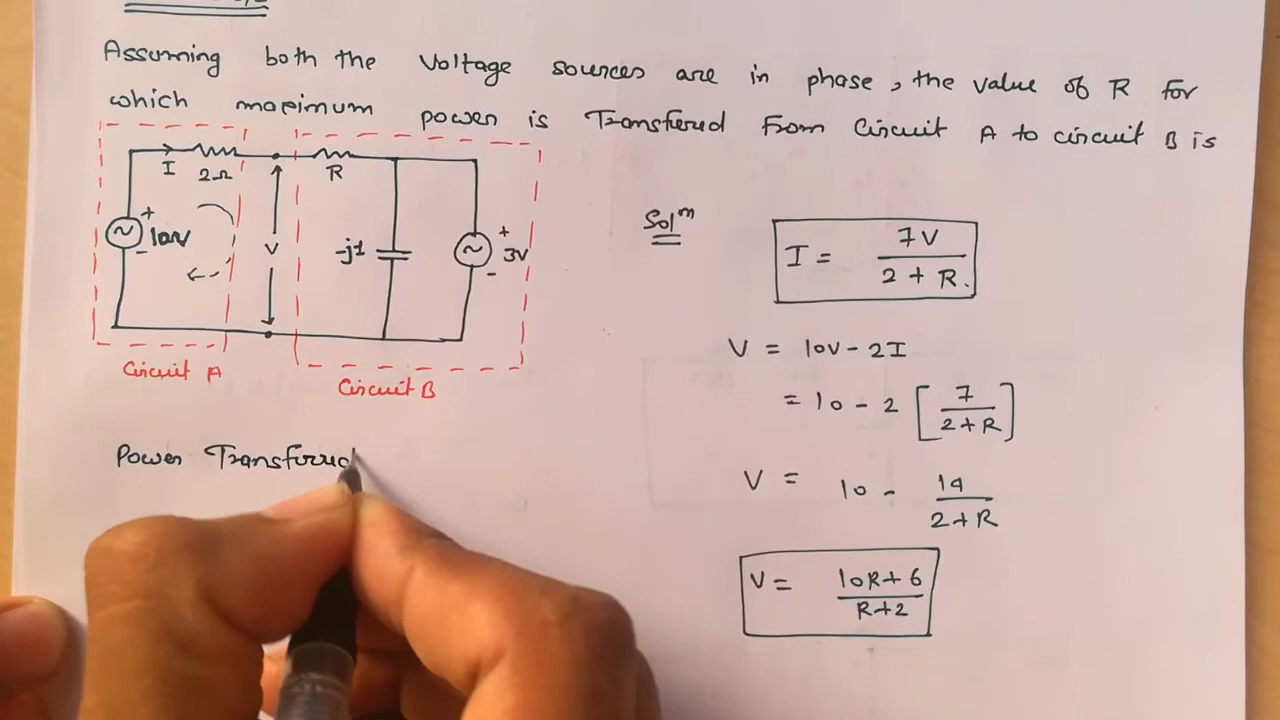 Assuming both the Voltage sources are in phase, the value of R for
which maximum power is Transfered From Circuit A to circuit B is
I 2Ω
R
+
10V
-
V
-j1
+
3V
-
Circuit A
Circuit B
Power Transferred
Solⁿ
I = 7V / 2 + R.
V = 10V - 2I
= 10 - 2 [ 7 / 2+R ]
V = 10 - 14 / 2+R
V = 10R+6 / R+2